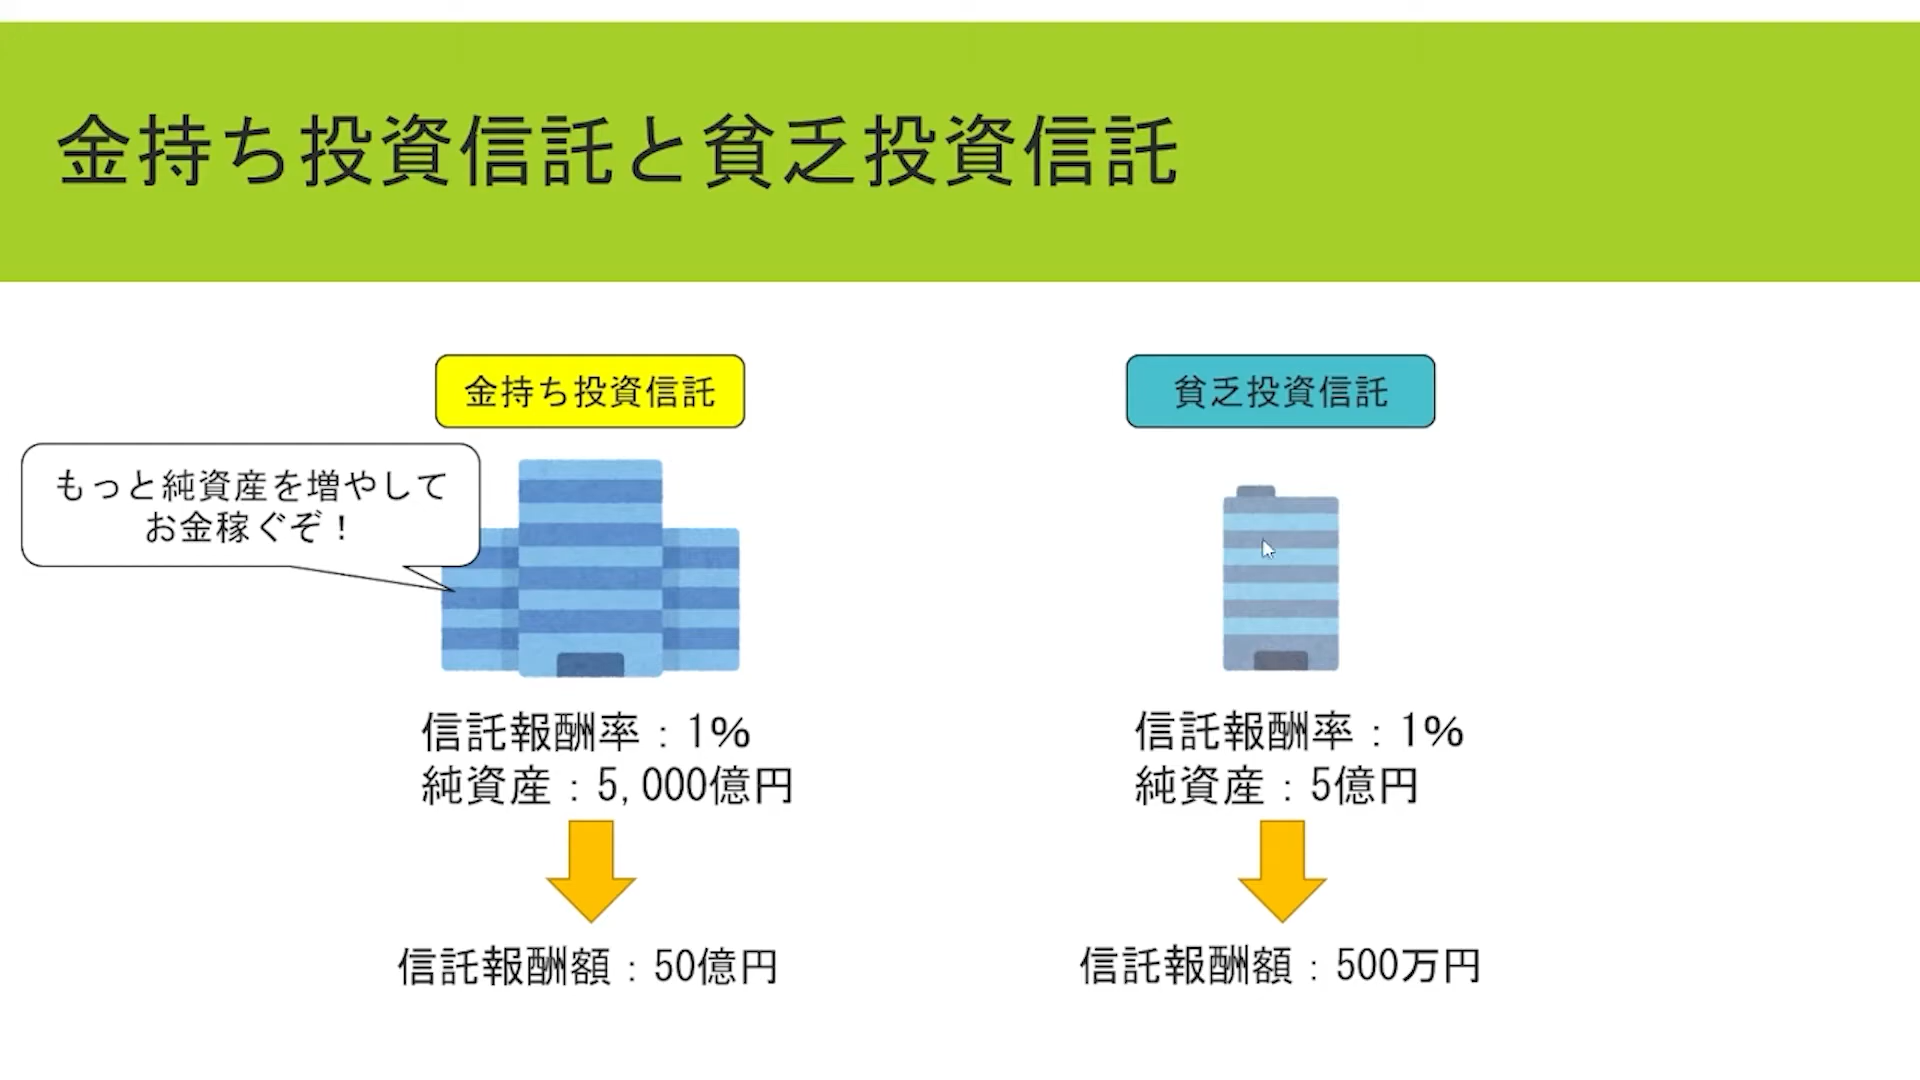 金持ち投資信託と貧乏投資信託
金持ち投資信託
もっと純資産を増やして
お金稼ぐぞ！
信託報酬率：1%
純資産：5,000億円
信託報酬額：50億円
貧乏投資信託
信託報酬率：1%
純資産：5億円
信託報酬額：500万円